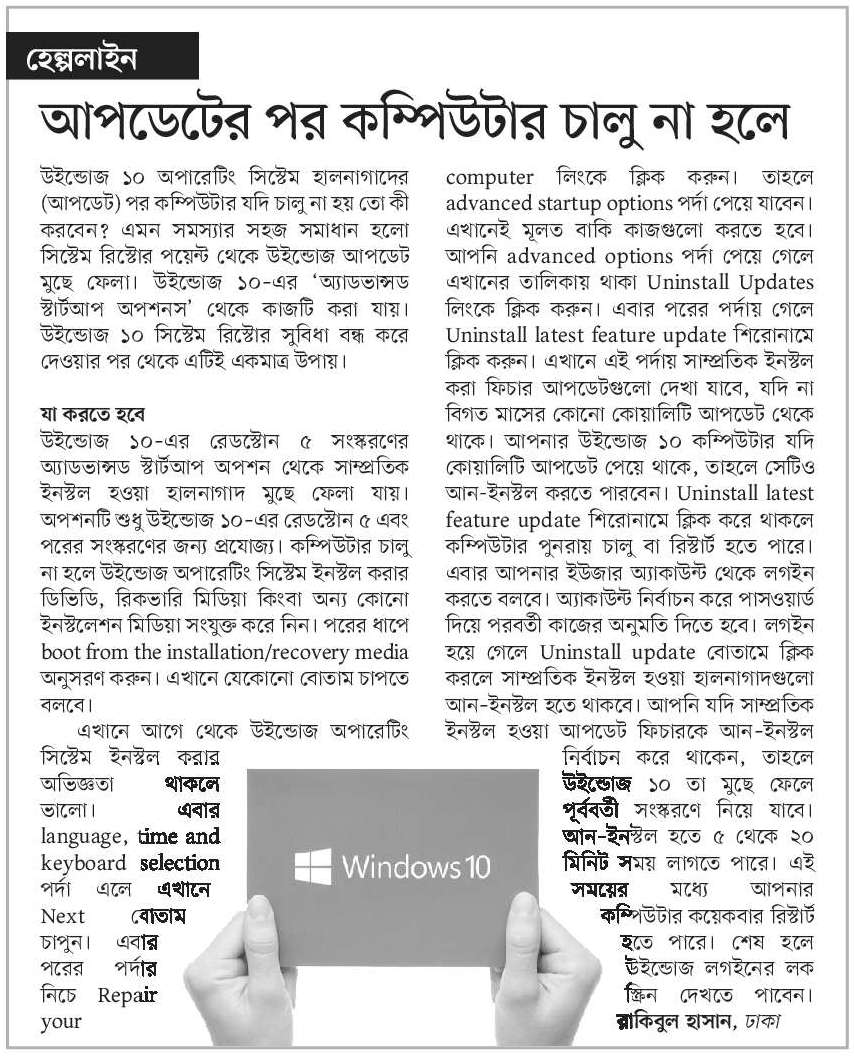 হেল্পলাইন
আপডেটের পর কম্পিউটার চালু না হলে
উইন্ডোজ ১০ অপারেটিং সিস্টেম হালনাগাদের
(আপডেট) পর কম্পিউটার যদি চালু না হয় তো কী
করবেন? এমন সমস্যার সহজ সমাধান হলো
সিস্টেম রিস্টোর পয়েন্ট থেকে উইন্ডোজ আপডেট
মুছে ফেলা। উইন্ডোজ ১০-এর ‘অ্যাডভান্সড
স্টার্টআপ অপশনস’ থেকে কাজটি করা যায়।
উইন্ডোজ ১০ সিস্টেম রিস্টোর সুবিধা বন্ধ করে
দেওয়ার পর থেকে এটিই একমাত্র উপায়।
যা করতে হবে
উইন্ডোজ ১০-এর রেডস্টোন ৫ সংস্করণের
অ্যাডভান্সড স্টার্টআপ অপশন থেকে সাম্প্রতিক
ইনস্টল হওয়া হালনাগাদ মুছে ফেলা যায়।
অপশনটি শুধু উইন্ডোজ ১০-এর রেডস্টোন ৫ এবং
পরের সংস্করণের জন্য প্রযোজ্য। কম্পিউটার চালু
না হলে উইন্ডোজ অপারেটিং সিস্টেম ইনস্টল করার
ডিভিডি, রিকভারি মিডিয়া কিংবা অন্য কোনো
ইনস্টলেশন মিডিয়া সংযুক্ত করে নিন। পরের ধাপে
boot from the installation/recovery media
অনুসরণ করুন। এখানে যেকোনো বোতাম চাপতে
বলবে।
এখানে আগে থেকে উইন্ডোজ অপারেটিং
সিস্টেম ইনস্টল করার
অভিজ্ঞতা থাকলে
ভালো। এবার
language, time and
keyboard selection
পর্দা এলে এখানে
Next বোতাম
চাপুন। এবার
পরের পর্দার
নিচে Repair
your
computer লিংকে ক্লিক করুন। তাহলে
advanced startup options পর্দা পেয়ে যাবেন।
এখানেই মূলত বাকি কাজগুলো করতে হবে।
আপনি advanced options পর্দা পেয়ে গেলে
এখানের তালিকায় থাকা Uninstall Updates
লিংকে ক্লিক করুন। এবার পরের পর্দায় গেলে
Uninstall latest feature update শিরোনামে
ক্লিক করুন। এখানে এই পর্দায় সাম্প্রতিক ইনস্টল
করা ফিচার আপডেটগুলো দেখা যাবে, যদি না
বিগত মাসের কোনো কোয়ালিটি আপডেট থেকে
থাকে। আপনার উইন্ডোজ ১০ কম্পিউটার যদি
কোয়ালিটি আপডেট পেয়ে থাকে, তাহলে সেটিও
আন-ইনস্টল করতে পারবেন। Uninstall latest
feature update শিরোনামে ক্লিক করে থাকলে
কম্পিউটার পুনরায় চালু বা রিস্টার্ট হতে পারে।
এবার আপনার ইউজার অ্যাকাউন্ট থেকে লগইন
করতে বলবে। অ্যাকাউন্ট নির্বাচন করে পাসওয়ার্ড
দিয়ে পরবর্তী কাজের অনুমতি দিতে হবে। লগইন
হয়ে গেলে Uninstall update বোতামে ক্লিক
করলে সাম্প্রতিক ইনস্টল হওয়া হালনাগাদগুলো
আন-ইনস্টল হতে থাকবে। আপনি যদি সাম্প্রতিক
ইনস্টল হওয়া আপডেট ফিচারকে আন-ইনস্টল
নির্বাচন করে থাকেন, তাহলে
উইন্ডোজ ১০ তা মুছে ফেলে
পূর্ববর্তী সংস্করণে নিয়ে যাবে।
আন-ইনস্টল হতে ৫ থেকে ২০
মিনিট সময় লাগতে পারে। এই
সময়ের মধ্যে আপনার
কম্পিউটার কয়েকবার রিস্টার্ট
হতে পারে। শেষ হলে
উইন্ডোজ লগইনের লক
স্ক্রিন দেখতে পাবেন।
রাকিবুল হাসান, ঢাকা
Windows 10